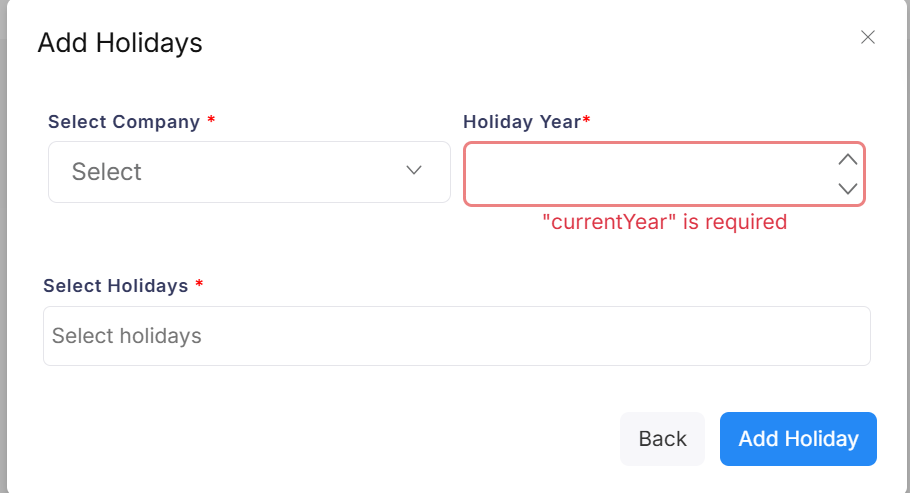 Add Holidays
Select Company *
Holiday Year*
Select
"currentYear" is required
Select Holidays *
Select holidays
Back
Add Holiday